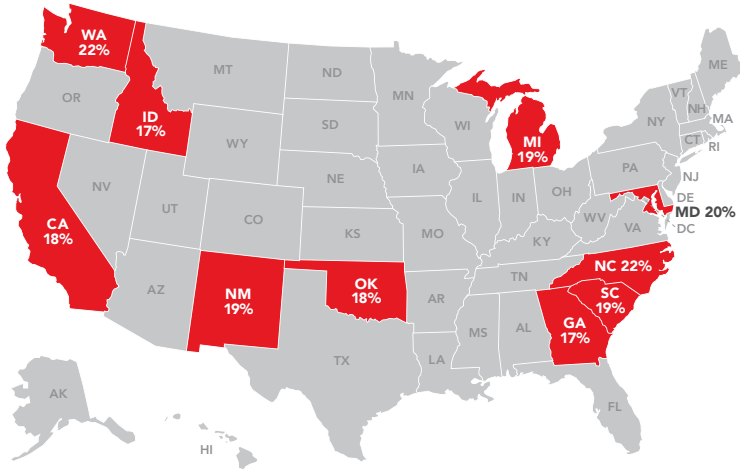 WA
22%
MT
ND
MN
ME
VT
NH
OR
ID
17%
SD
WI
NY
MA
MI
19%
CT
RI
WY
IA
PA
NJ
NV
NE
IL
IN
OH
DE
MD 20%
UT
CO
WV
VA
DC
CA
18%
KS
MO
KY
NC 22%
AZ
NM
19%
OK
18%
AR
TN
SC
19%
MS
AL
GA
17%
TX
LA
AK
FL
HI